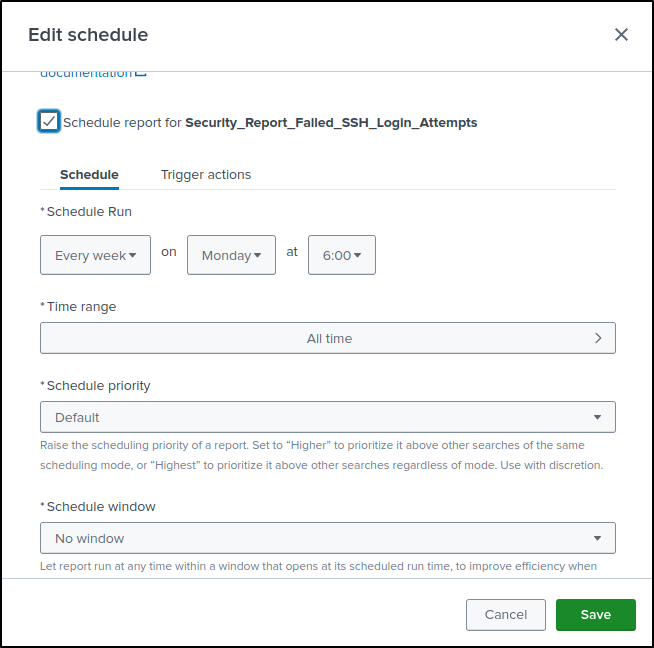 Edit schedule
documentation
Schedule report for Security_Report_Failed_SSH_Login_Attempts
Schedule Trigger actions
*Schedule Run
Every week on Monday at 6:00
*Time range
All time
*Schedule priority
Default
Raise the scheduling priority of a report. Set to “Higher” to prioritize it above other searches of the same
scheduling mode, or “Highest” to prioritize it above other searches regardless of mode. Use with discretion.
*Schedule window
No window
Let report run at any time within a window that opens at its scheduled run time, to improve efficiency when
Cancel Save